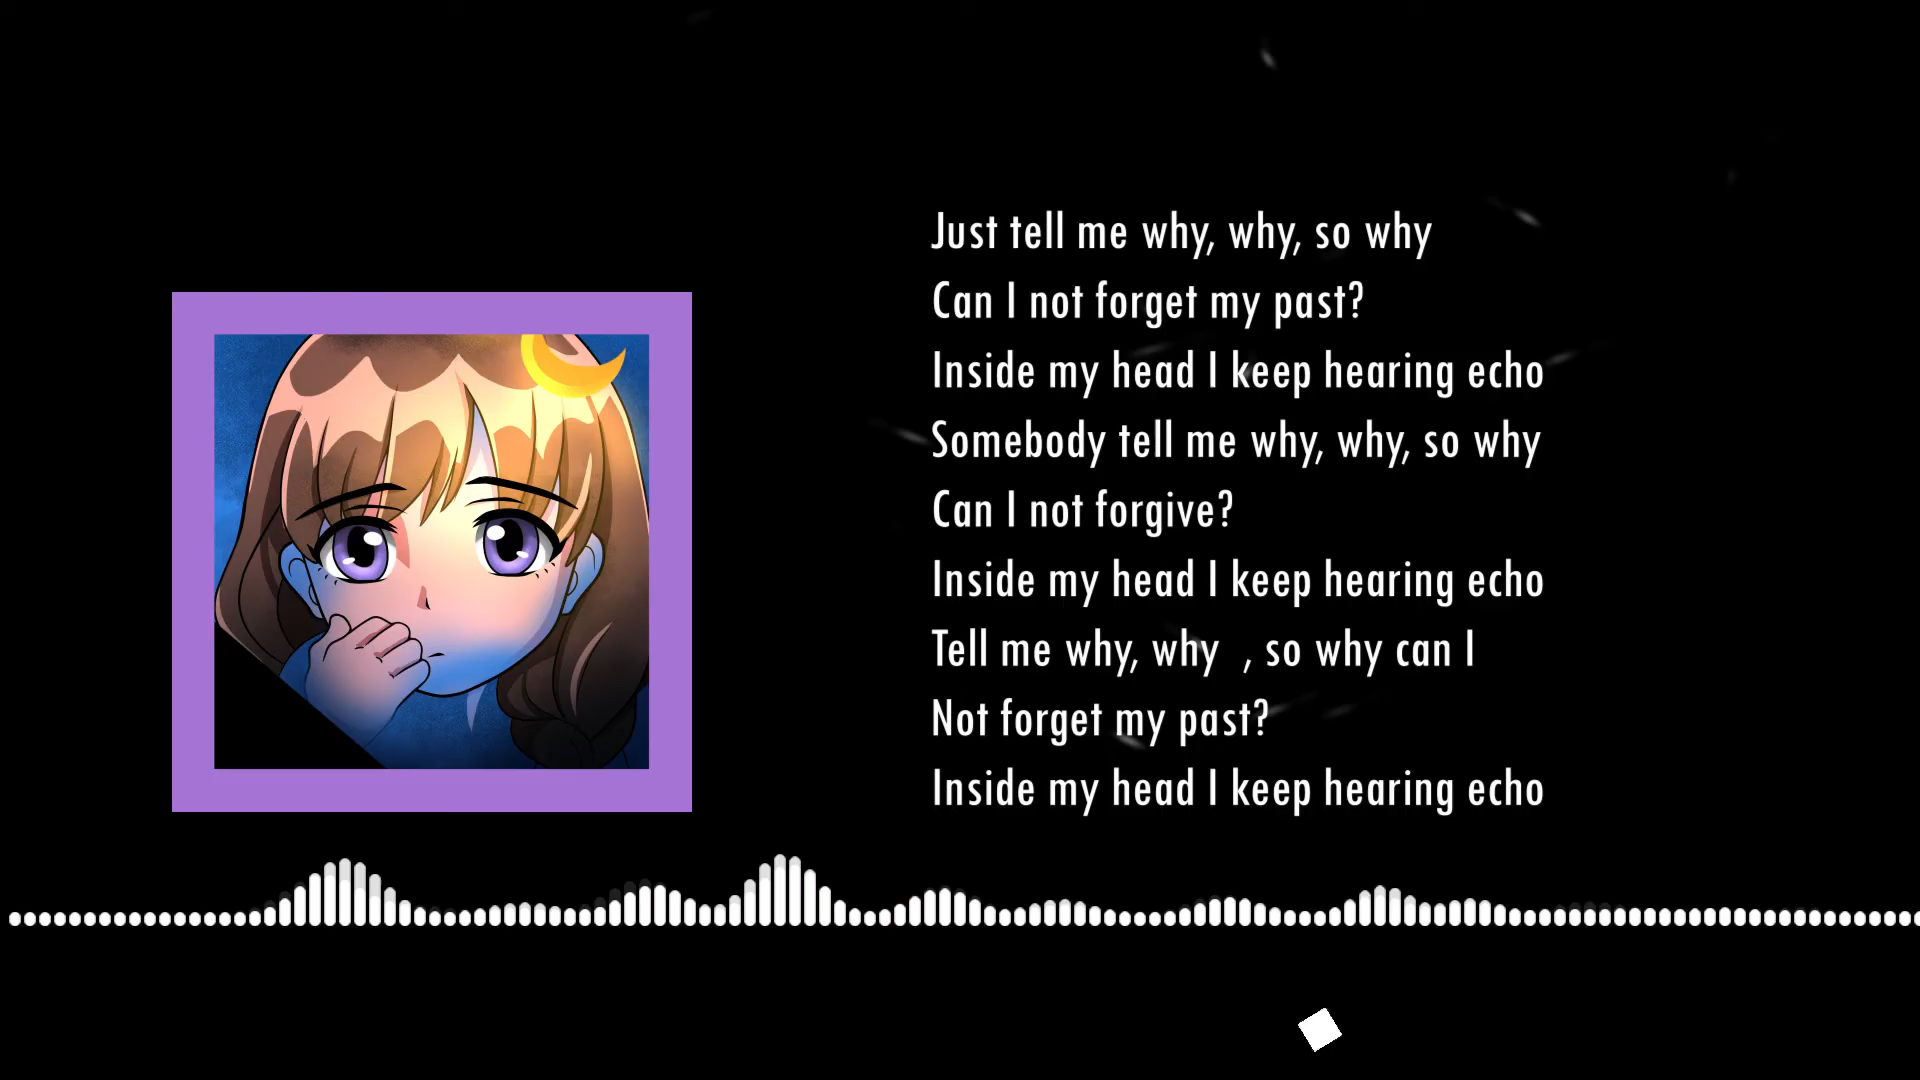 Just tell me why, why, so why
Can I not forget my past?
Inside my head I keep hearing echo
Somebody tell me why, why, so why
Can I not forgive?
Inside my head I keep hearing echo
Tell me why, why  , so why can I
Not forget my past?
Inside my head I keep hearing echo